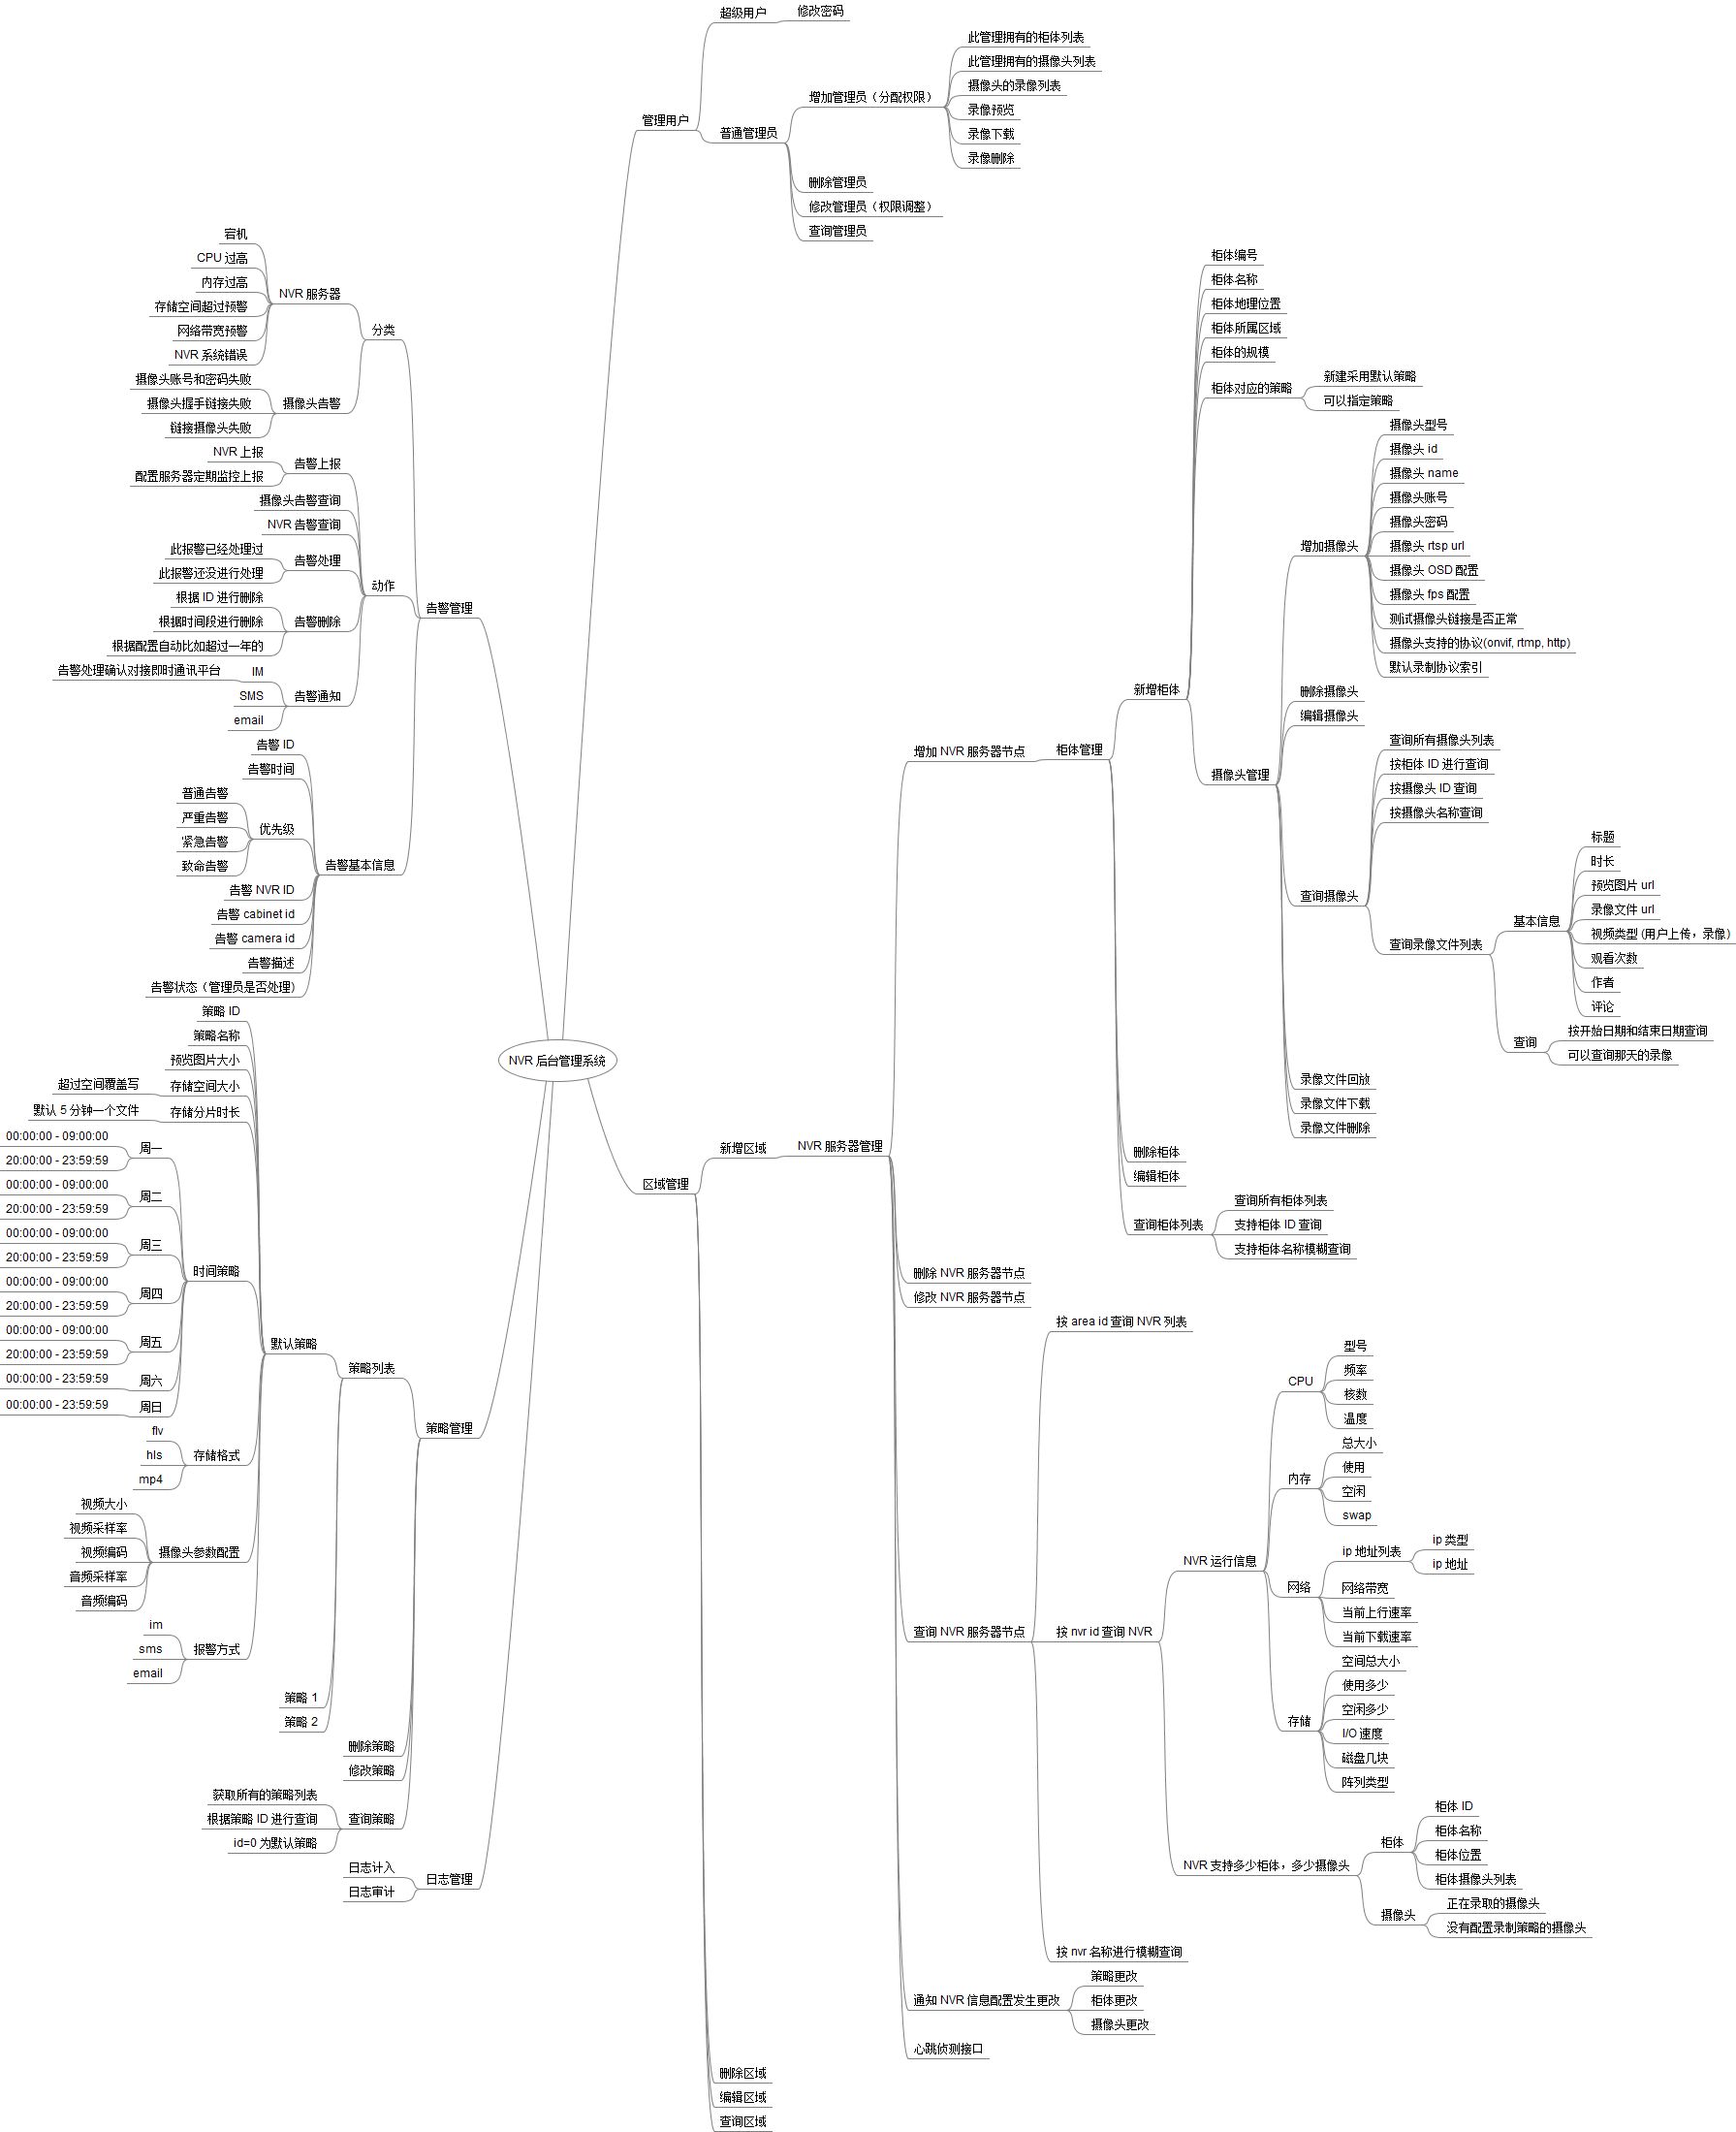 NVR 后台管理系统
管理用户
超级用户
修改密码
普通管理员
增加管理员（分配权限）
此管理拥有的柜体列表
此管理拥有的摄像头列表
摄像头的录像列表
录像预览
录像下载
录像删除
删除管理员
修改管理员（权限调整）
查询管理员
区域管理
新增区域
NVR 服务器管理
增加 NVR 服务器节点
柜体管理
新增柜体
柜体编号
柜体名称
柜体地理位置
柜体所属区域
柜体的规模
柜体对应的策略
新建采用默认策略
可以指定策略
摄像头管理
增加摄像头
摄像头型号
摄像头 id
摄像头 name
摄像头账号
摄像头密码
摄像头 rtsp url
摄像头 OSD 配置
摄像头 fps 配置
测试摄像头链接是否正常
摄像头支持的协议(onvif, rtmp, http)
默认录制协议索引
删除摄像头
编辑摄像头
查询摄像头
查询所有摄像头列表
按柜体 ID 进行查询
按摄像头 ID 查询
按摄像头名称查询
查询录像文件列表
基本信息
标题
时长
预览图片 url
录像文件 url
视频类型 (用户上传，录像)
观看次数
作者
评论
查询
按开始日期和结束日期查询
可以查询那天的录像
录像文件回放
录像文件下载
录像文件删除
删除柜体
编辑柜体
查询柜体列表
查询所有柜体列表
支持柜体 ID 查询
支持柜体名称模糊查询
删除 NVR 服务器节点
修改 NVR 服务器节点
查询 NVR 服务器节点
按 area id 查询 NVR 列表
按 nvr id 查询 NVR
NVR 运行信息
CPU
型号
频率
核数
温度
内存
总大小
使用
空闲
swap
网络
ip 地址列表
ip 类型
ip 地址
网络带宽
当前上行速率
当前下载速率
存储
空间总大小
使用多少
空闲多少
I/O 速度
磁盘几块
阵列类型
NVR 支持多少柜体，多少摄像头
柜体
柜体 ID
柜体名称
柜体位置
柜体摄像头列表
摄像头
正在录取的摄像头
没有配置录制策略的摄像头
按 nvr 名称进行模糊查询
通知 NVR 信息配置发生更改
策略更改
柜体更改
摄像头更改
心跳侦测接口
删除区域
编辑区域
查询区域
告警管理
分类
NVR 服务器
宕机
CPU 过高
内存过高
存储空间超过预警
网络带宽预警
NVR 系统错误
摄像头告警
摄像头账号和密码失败
摄像头握手链接失败
链接摄像头失败
动作
告警上报
NVR 上报
配置服务器定期监控上报
摄像头告警查询
NVR 告警查询
告警处理
此报警已经处理过
此报警还没进行处理
告警删除
根据 ID 进行删除
根据时间段进行删除
根据配置自动比如超过一年的
告警通知
IM
告警处理确认对接即时通讯平台
SMS
email
告警基本信息
告警 ID
告警时间
优先级
普通告警
严重告警
紧急告警
致命告警
告警 NVR ID
告警 cabinet id
告警 camera id
告警描述
告警状态（管理员是否处理）
策略管理
策略列表
默认策略
策略 ID
策略名称
预览图片大小
存储空间大小
超过空间覆盖写
存储分片时长
默认 5 分钟一个文件
时间策略
周一
00:00:00 - 09:00:00
20:00:00 - 23:59:59
周二
00:00:00 - 09:00:00
20:00:00 - 23:59:59
周三
00:00:00 - 09:00:00
20:00:00 - 23:59:59
周四
00:00:00 - 09:00:00
20:00:00 - 23:59:59
周五
00:00:00 - 09:00:00
20:00:00 - 23:59:59
周六
00:00:00 - 23:59:59
周日
00:00:00 - 23:59:59
存储格式
flv
hls
mp4
摄像头参数配置
视频大小
视频采样率
视频编码
音频采样率
音频编码
报警方式
im
sms
email
策略 1
策略 2
删除策略
修改策略
查询策略
获取所有的策略列表
根据策略 ID 进行查询
id=0 为默认策略
日志管理
日志计入
日志审计